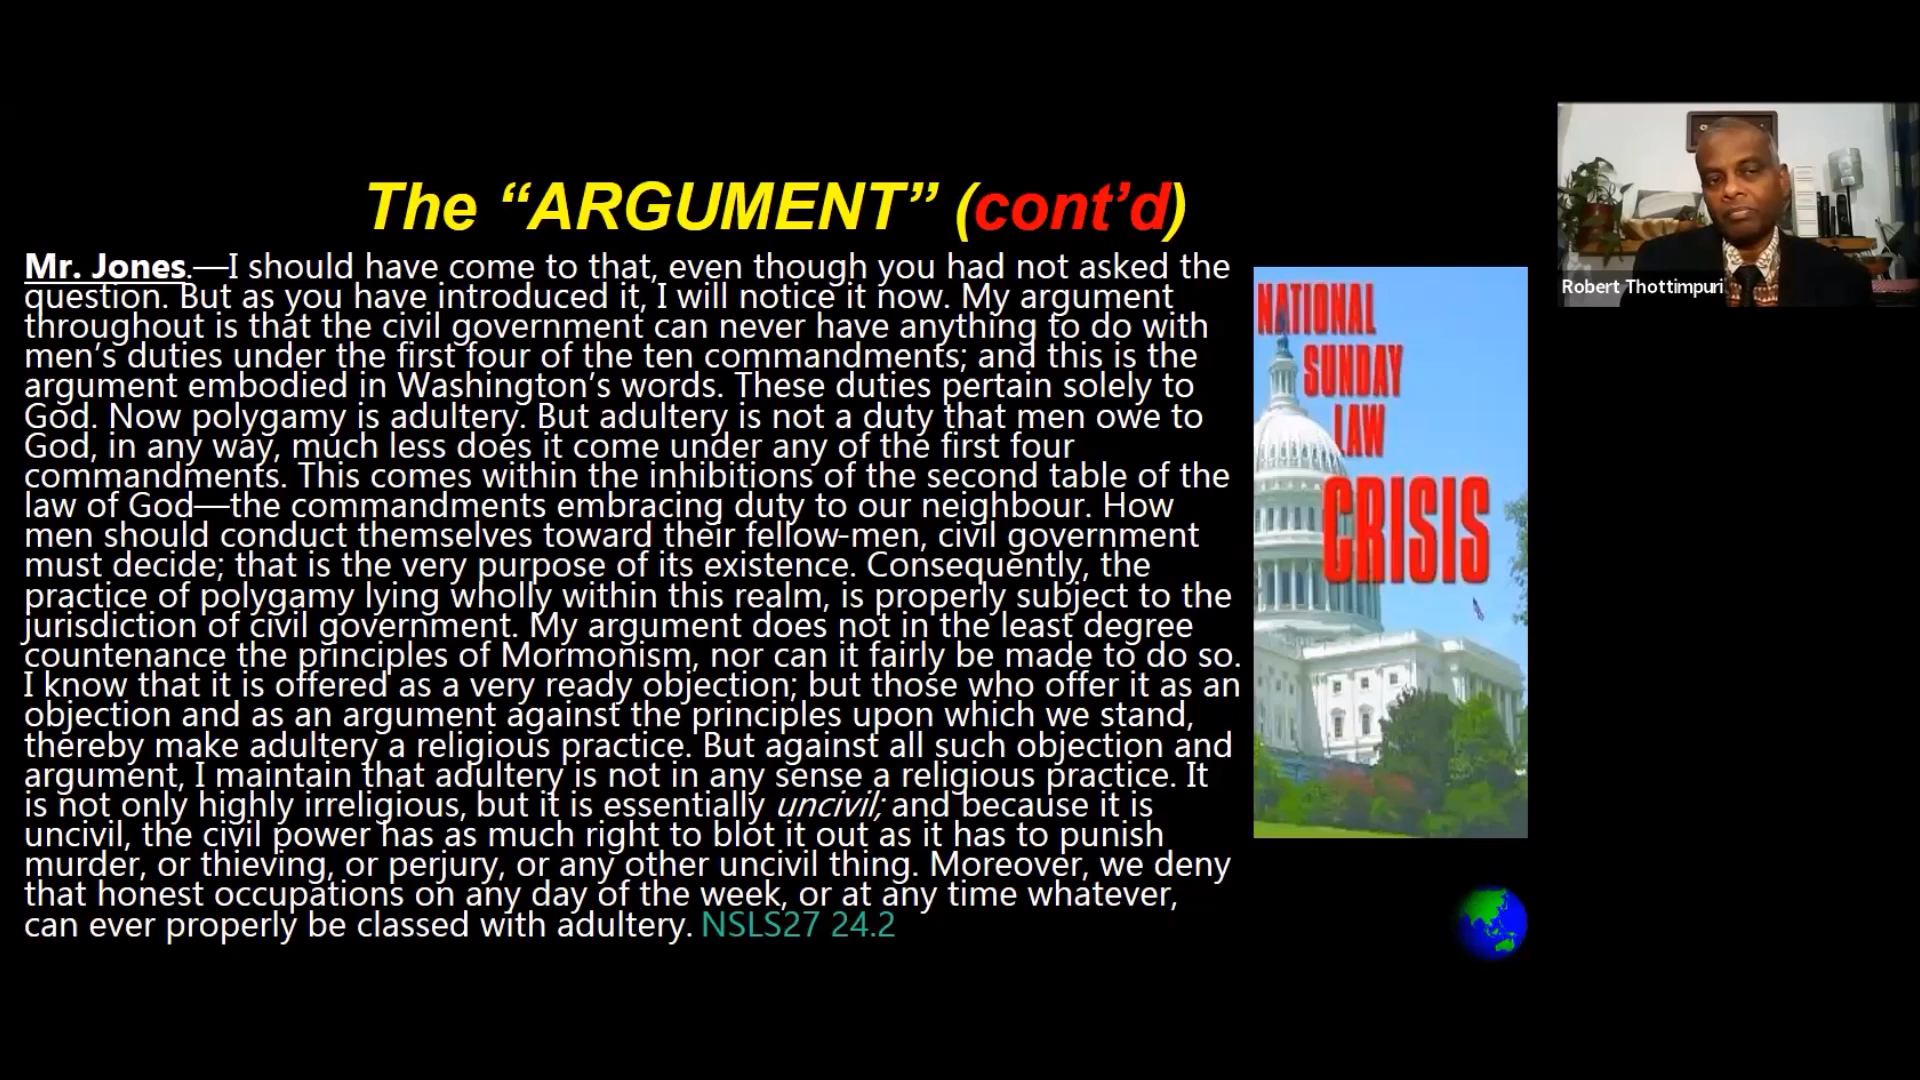 The “ARGUMENT” (cont’d)
Mr. Jones.—I should have come to that, even though you had not asked the
question. But as you have introduced it, I will notice it now. My argument
throughout is that the civil government can never have anything to do with
men’s duties under the first four of the ten commandments; and this is the
argument embodied in Washington’s words. These duties pertain solely to
God. Now polygamy is adultery. But adultery is not a duty that men owe to
God, in any way, much less does it come under any of the first four
commandments. This comes within the inhibitions of the second table of the
law of God—the commandments embracing duty to our neighbour. How
men should conduct themselves toward their fellow-men, civil government
must decide; that is the very purpose of its existence. Consequently, the
practice of polygamy lying wholly within this realm, is properly subject to the
jurisdiction of civil government. My argument does not in the least degree
countenance the principles of Mormonism, nor can it fairly be made to do so.
I know that it is offered as a very ready objection; but those who offer it as an
objection and as an argument against the principles upon which we stand,
thereby make adultery a religious practice. But against all such objection and
argument, I maintain that adultery is not in any sense a religious practice. It
is not only highly irreligious, but it is essentially uncivil; and because it is
uncivil, the civil power has as much right to blot it out as it has to punish
murder, or thieving, or perjury, or any other uncivil thing. Moreover, we deny
that honest occupations on any day of the week, or at any time whatever,
can ever properly be classed with adultery. NSLS27 24.2
NATIONAL
SUNDAY
LAW
CRISIS
Robert Thottimpuri